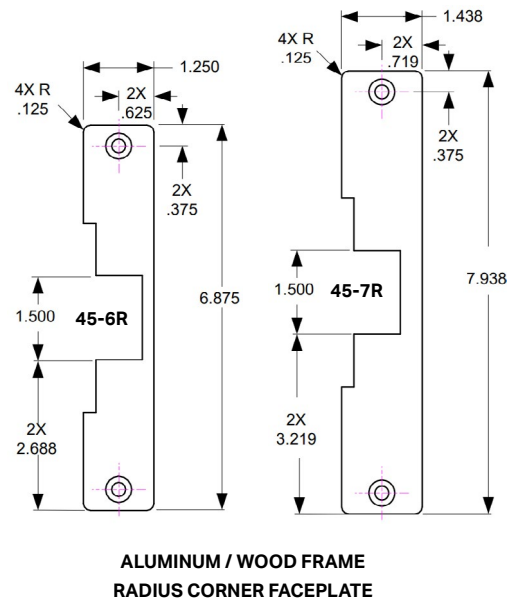 1.250
4X R
.125
2X
.625
2X
.375
1.500
45-6R
6.875
2X
2.688
1.438
4X R
.125
2X
.719
2X
.375
1.500
45-7R
7.938
2X
3.219
ALUMINUM / WOOD FRAME
RADIUS CORNER FACEPLATE